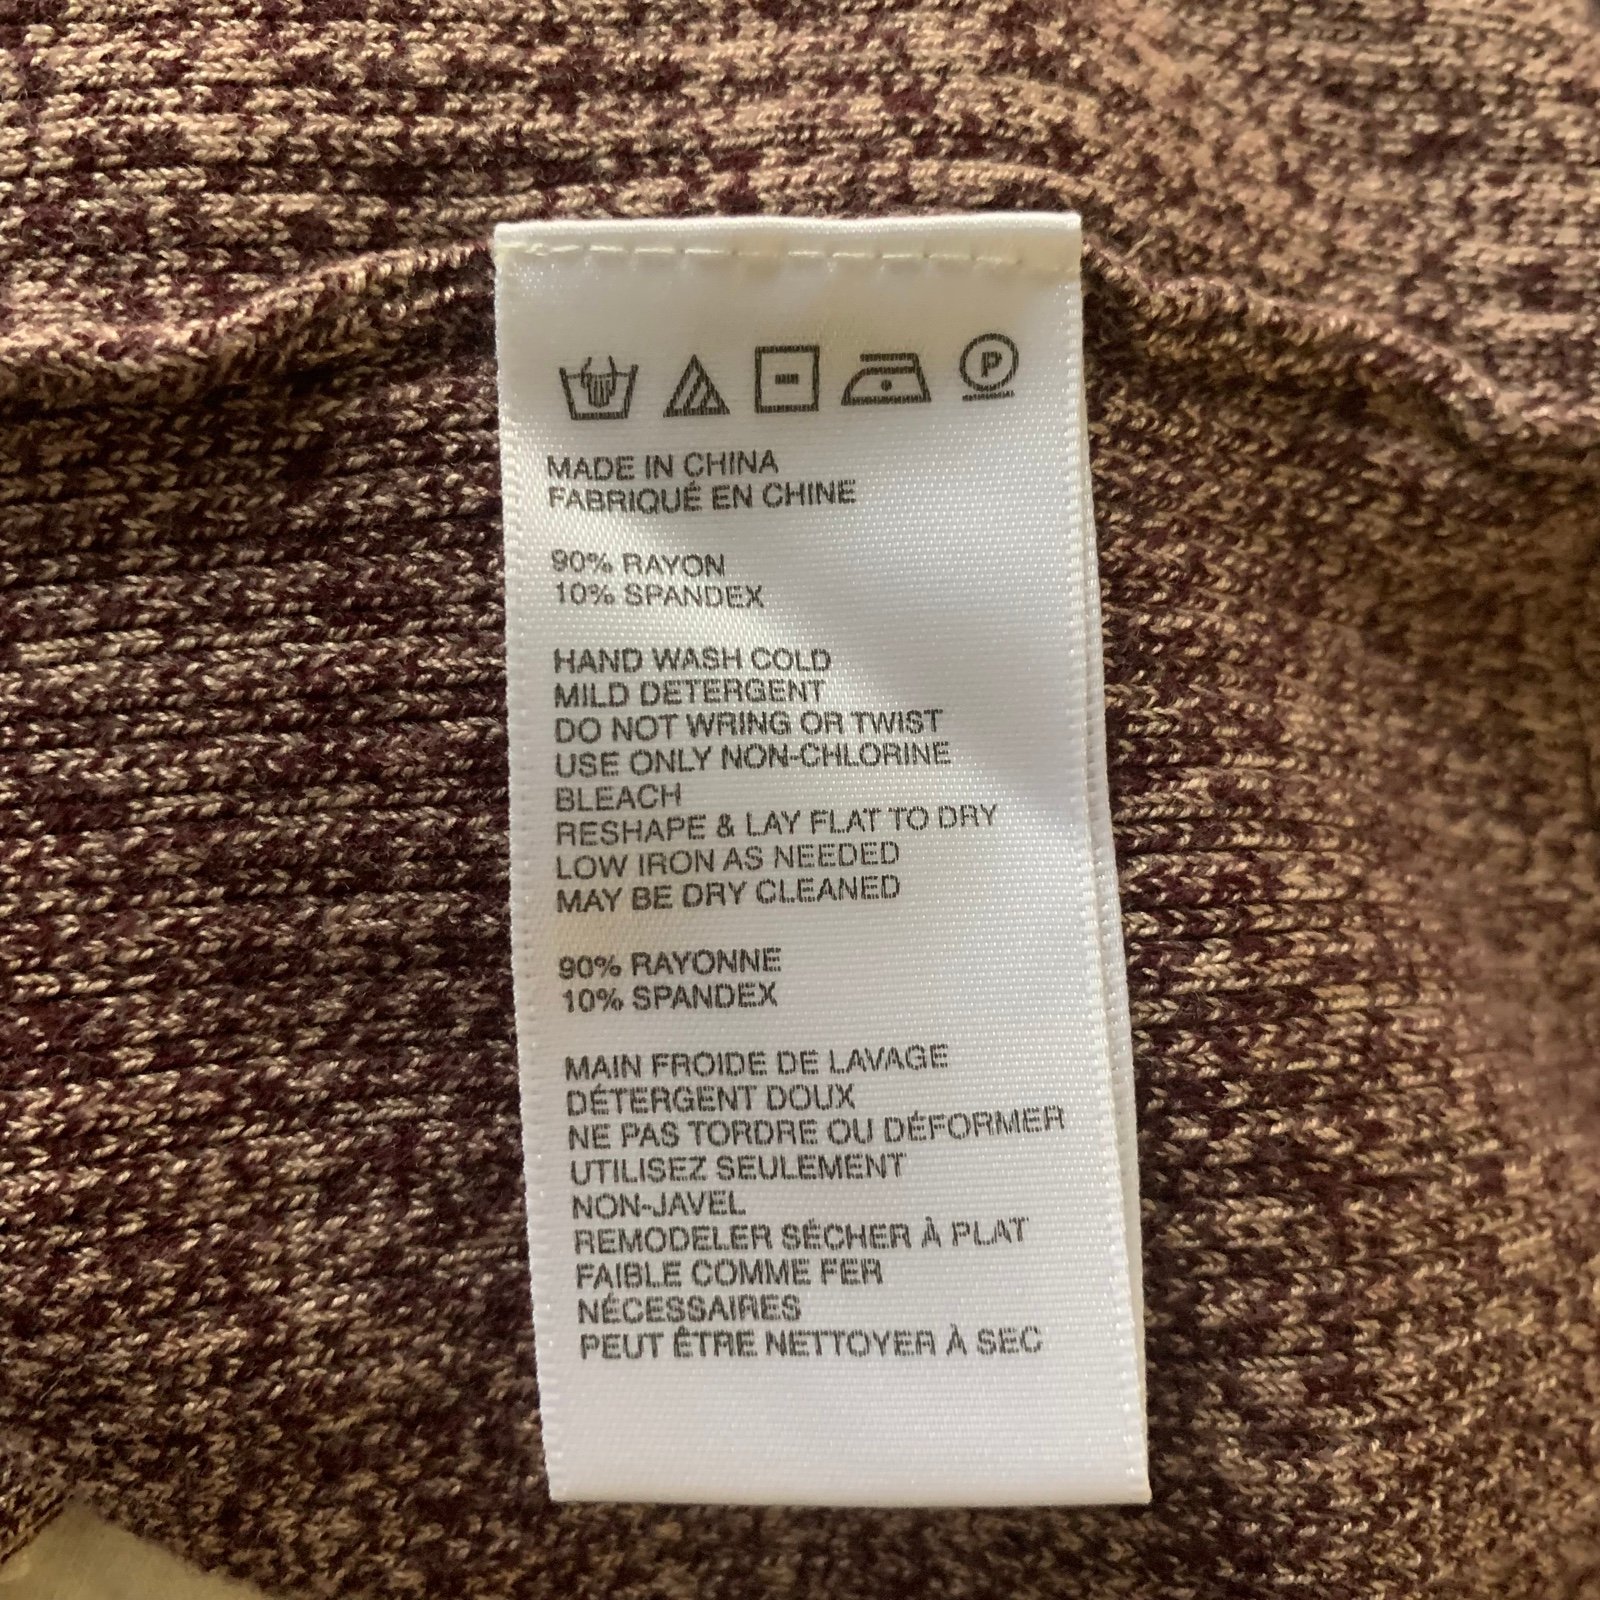 P
MADE IN CHINA
FABRIQUÉ EN CHINE
90% RAYON
10% SPANDEX
HAND WASH COLD
MILD DETERGENT
DO NOT WRING OR TWIST
USE ONLY NON-CHLORINE
BLEACH
RESHAPE & LAY FLAT TO DRY
LOW IRON AS NEEDED
MAY BE DRY CLEANED
90% RAYONNE
10% SPANDEX
MAIN FROIDE DE LAVAGE
DÉTERGENT DOUX
NE PAS TORDRE OU DÉFORMER
UTILISEZ SEULEMENT
NON-JAVEL
REMODELER SÉCHER À PLAT
FAIBLE COMME FER
NÉCESSAIRES
PEUT ÊTRE NETTOYER À SEC